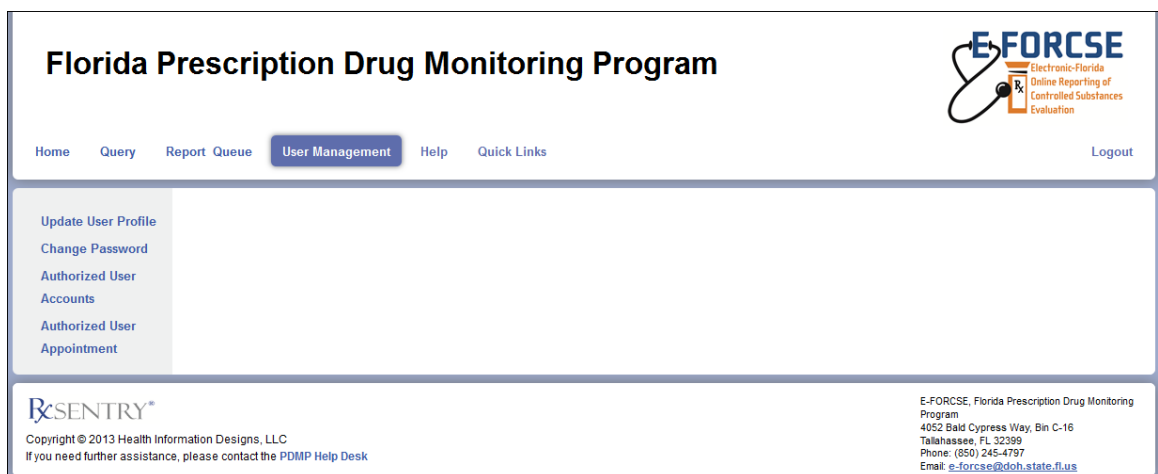 Florida Prescription Drug Monitoring Program
E-FORCSE
Electronic-Florida
Online Reporting of
Controlled Substances
Evaluation
Rx
Home Query Report Queue User Management Help Quick Links Logout
Update User Profile
Change Password
Authorized User
Accounts
Authorized User
Appointment
RxSENTRY®
Copyright © 2013 Health Information Designs, LLC
If you need further assistance, please contact the PDMP Help Desk
E-FORCSE, Florida Prescription Drug Monitoring
Program
4052 Bald Cypress Way, Bin C-16
Tallahassee, FL 32399
Phone: (850) 245-4797
Email: e-forcse@doh.state.fl.us